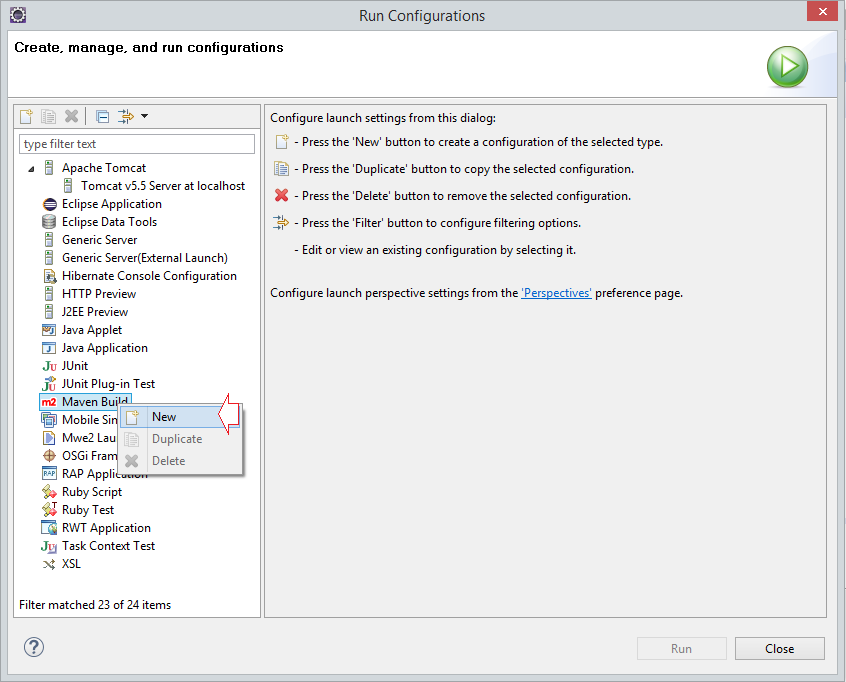 Run Configurations
Create, manage, and run configurations
type filter text
Apache Tomcat
Tomcat v5.5 Server at localhost
Eclipse Application
Eclipse Data Tools
Generic Server
Generic Server(External Launch)
Hibernate Console Configuration
HTTP Preview
J2EE Preview
Java Applet
Java Application
Ju JUnit
JUnit Plug-in Test
m2 Maven Build
New
Mobile Sim
Duplicate
Mwe2 Lau
OSGi Fram
Delete
RAP RAP Application
Ruby Script
Ruby Test
RWT Application
Ju Task Context Test
XSL
Filter matched 23 of 24 items
Configure launch settings from this dialog:
- Press the 'New' button to create a configuration of the selected type.
- Press the 'Duplicate' button to copy the selected configuration.
- Press the 'Delete' button to remove the selected configuration.
- Press the 'Filter' button to configure filtering options.
- Edit or view an existing configuration by selecting it.
Configure launch perspective settings from the 'Perspectives' preference page.
?
Run
Close